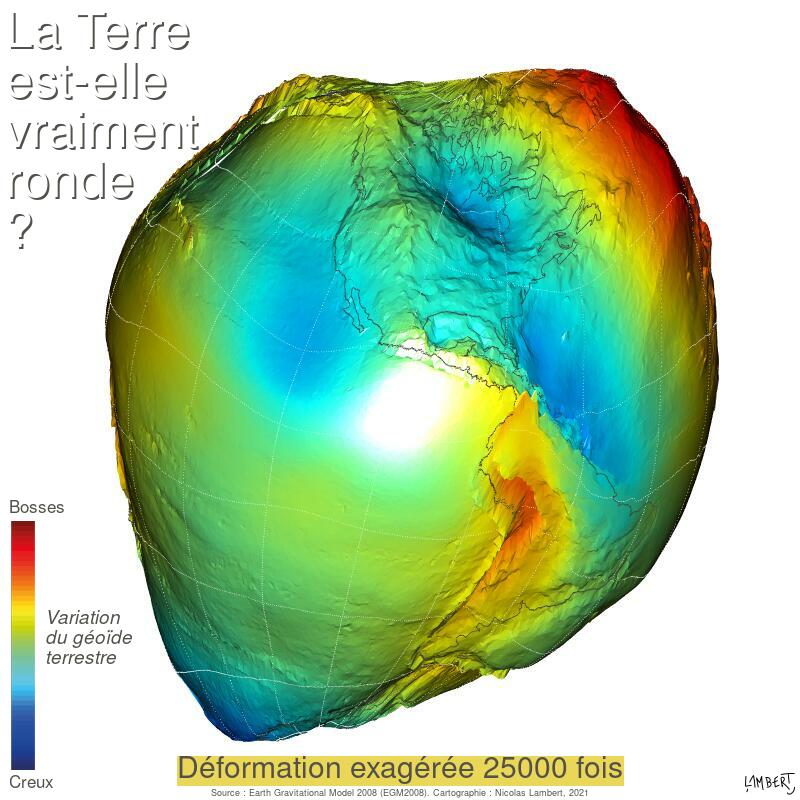 La Terre
est-elle
vraiment
ronde
?
Bosses
Variation
du géoïde
terrestre
Creux
Déformation exagérée 25000 fois
Source : Earth Gravitational Model 2008 (EGM2008). Cartographie : Nicolas Lambert, 2021
LAMBERT